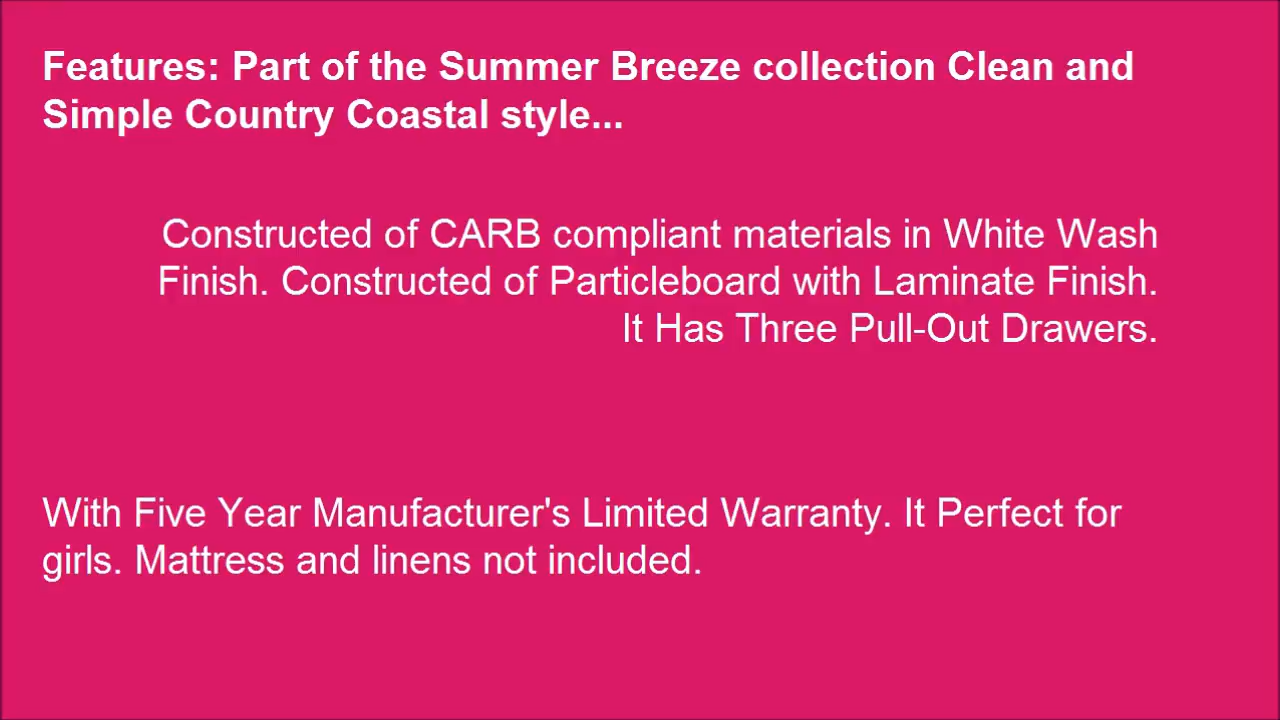 Features: Part of the Summer Breeze collection Clean and
Simple Country Coastal style...
Constructed of CARB compliant materials in White Wash
Finish. Constructed of Particleboard with Laminate Finish.
It Has Three Pull-Out Drawers.
With Five Year Manufacturer's Limited Warranty. It Perfect for
girls. Mattress and linens not included.